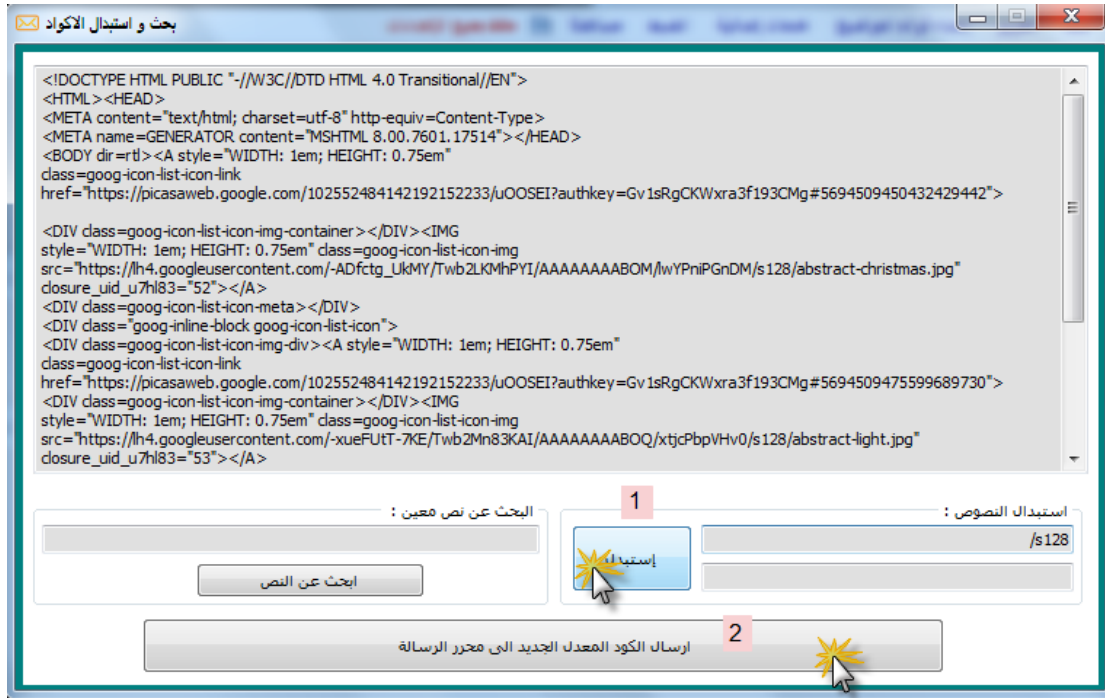 بحث و استبدال الاكواد
<!DOCTYPE HTML PUBLIC "-//W3C//DTD HTML 4.0 Transitional//EN">
<HTML><HEAD>
<META content="text/html; charset=utf-8" http-equiv=Content-Type>
<META name=GENERATOR content="MSHTML 8.00.7601.17514"></HEAD>
<BODY dir=rtl><A style="WIDTH: 1em; HEIGHT: 0.75em"
class=goog-icon-list-icon-link
href="https://picasaweb.google.com/102552484142192152233/uOOSEI?authkey=Gv1sRgCKWxra3f193CMg#5694509450432429442">
<DIV class=goog-icon-list-icon-img-container></DIV><IMG
style="WIDTH: 1em; HEIGHT: 0.75em" class=goog-icon-list-icon-img
src="https://lh4.googleusercontent.com/-ADfctg_UkMY/Twb2LKMhPYI/AAAAAAAABOM/lwYPniPGnDM/s128/abstract-christmas.jpg"
closure_uid_u7hl83="52"></A>
<DIV class=goog-icon-list-icon-meta></DIV>
<DIV class="goog-inline-block goog-icon-list-icon">
<DIV class=goog-icon-list-icon-img-div><A style="WIDTH: 1em; HEIGHT: 0.75em"
class=goog-icon-list-icon-link
href="https://picasaweb.google.com/102552484142192152233/uOOSEI?authkey=Gv1sRgCKWxra3f193CMg#5694509475599689730">
<DIV class=goog-icon-list-icon-img-container></DIV><IMG
style="WIDTH: 1em; HEIGHT: 0.75em" class=goog-icon-list-icon-img
src="https://lh4.googleusercontent.com/-xueFUtT-7KE/Twb2Mn83KAI/AAAAAAAABOQ/xtjcPbpVHv0/s128/abstract-light.jpg"
closure_uid_u7hl83="53"></A>
استبدال النصوص :
/s128
1
إستبدال
البحث عن نص معين :
ابحث عن النص
2
ارسال الكود المعدل الجديد الى محرر الرسالة